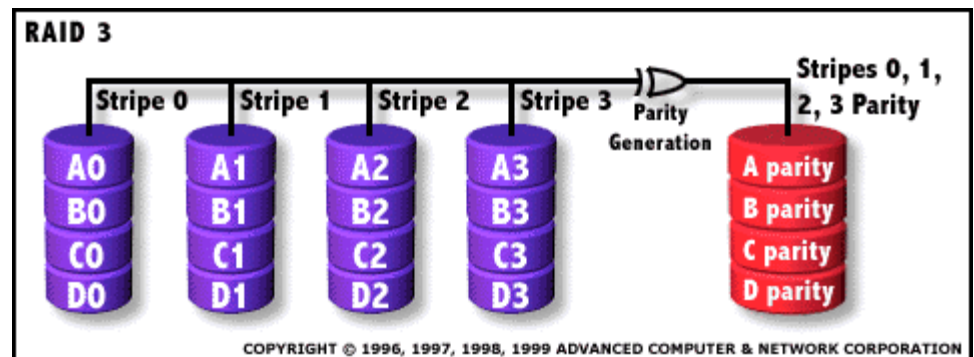 RAID 3
Stripe 0
Stripe 1
Stripe 2
Stripe 3
Parity
Generation
Stripes 0, 1,
2, 3 Parity
A0
B0
C0
D0
A1
B1
C1
D1
A2
B2
C2
D2
A3
B3
C3
D3
A parity
B parity
C parity
D parity
COPYRIGHT © 1996, 1997, 1998, 1999 ADVANCED COMPUTER & NETWORK CORPORATION